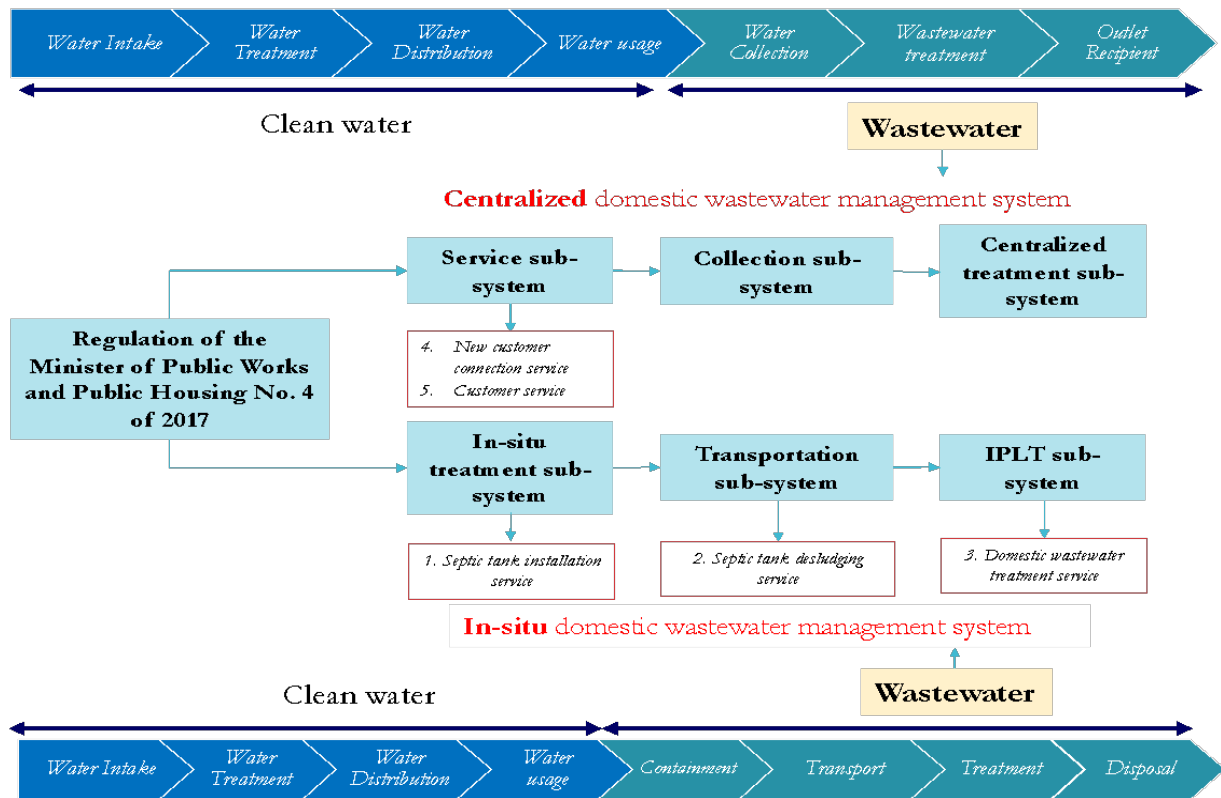 Water Intake
Water
Treatment
Water
Distribution
Water usage
Water
Collection
Wastewater
treatment
Outlet
Recipient
Clean water
Wastewater
Centralized domestic wastewater management system
Service sub-
system
Collection sub-
system
Centralized
treatment sub-
system
Regulation of the
Minister of Public Works
and Public Housing No. 4
of 2017
4. New customer
connection service
5. Customer service
In-situ
treatment sub-
system
Transportation
sub-system
IPLT sub-
system
1. Septic tank installation
service
2. Septic tank desludging
service
3. Domestic wastewater
treatment service
In-situ domestic wastewater management system
Clean water
Wastewater
Water Intake
Water
Treatment
Water
Distribution
Water
usage
Containment
Transport
Treatment
Disposal